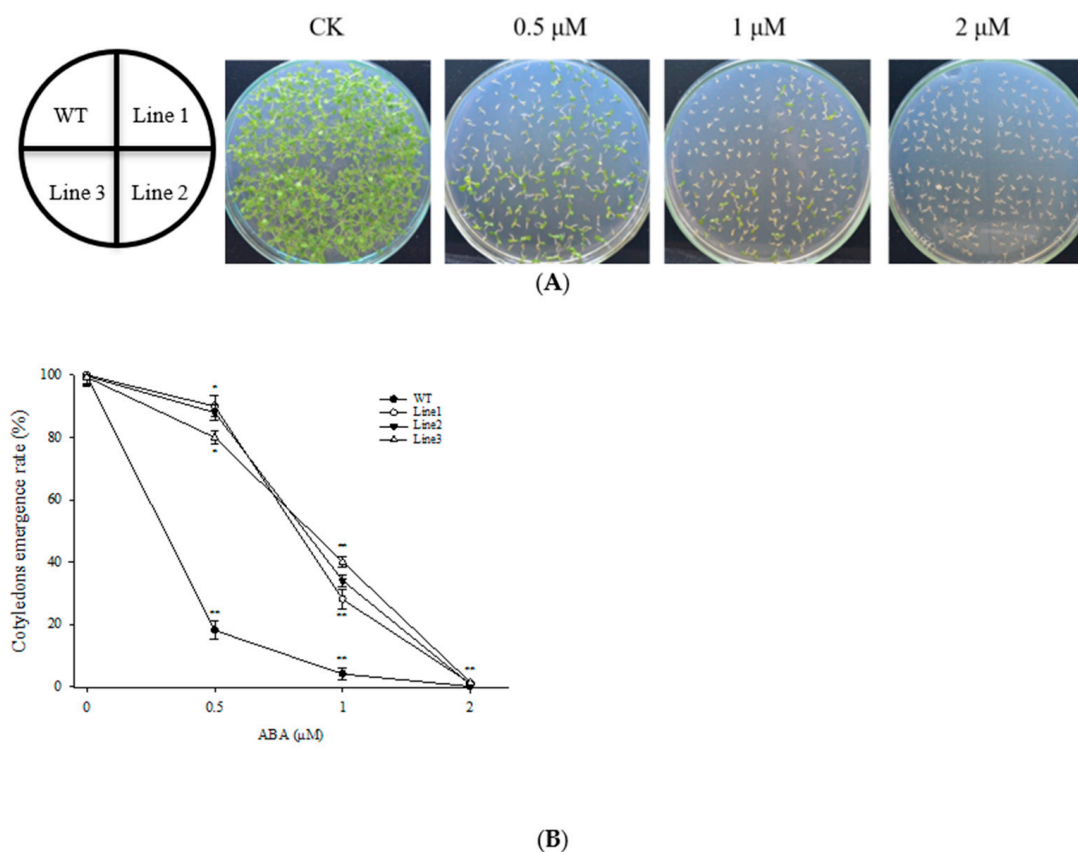 CK 0.5 µM 1 µM 2 µM
WT Line 1
Line 3 Line 2
(A)
100
80
60
40
20
0
Cotyledons emergence rate (%)
* * ** ** ** ** **
WT
Line1
Line2
Line3
0 0.5 1 2
ABA (µM)
(B)